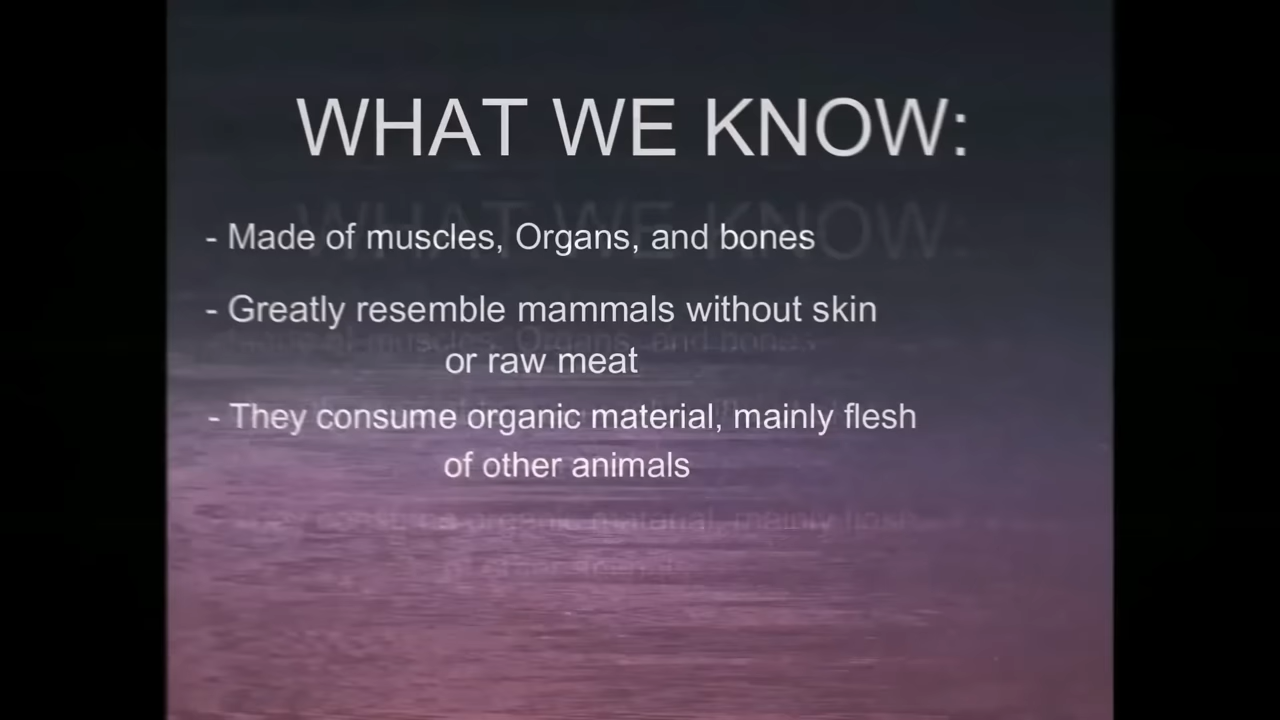 WHAT WE KNOW:
- Made of muscles, Organs, and bones
- Greatly resemble mammals without skin
or raw meat
- They consume organic material, mainly flesh
of other animals